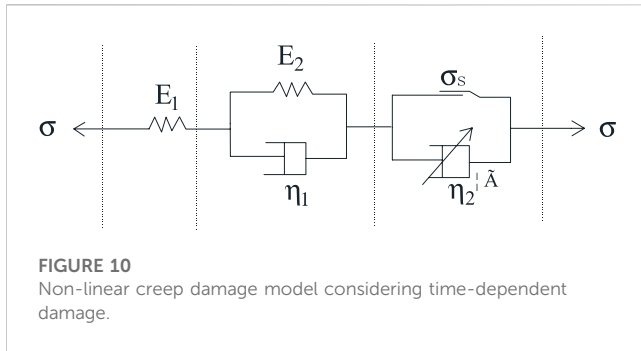 E1
E2
σ
η1
σs
η2
Ã
σ
FIGURE 10
Non-linear creep damage model considering time-dependent
damage.